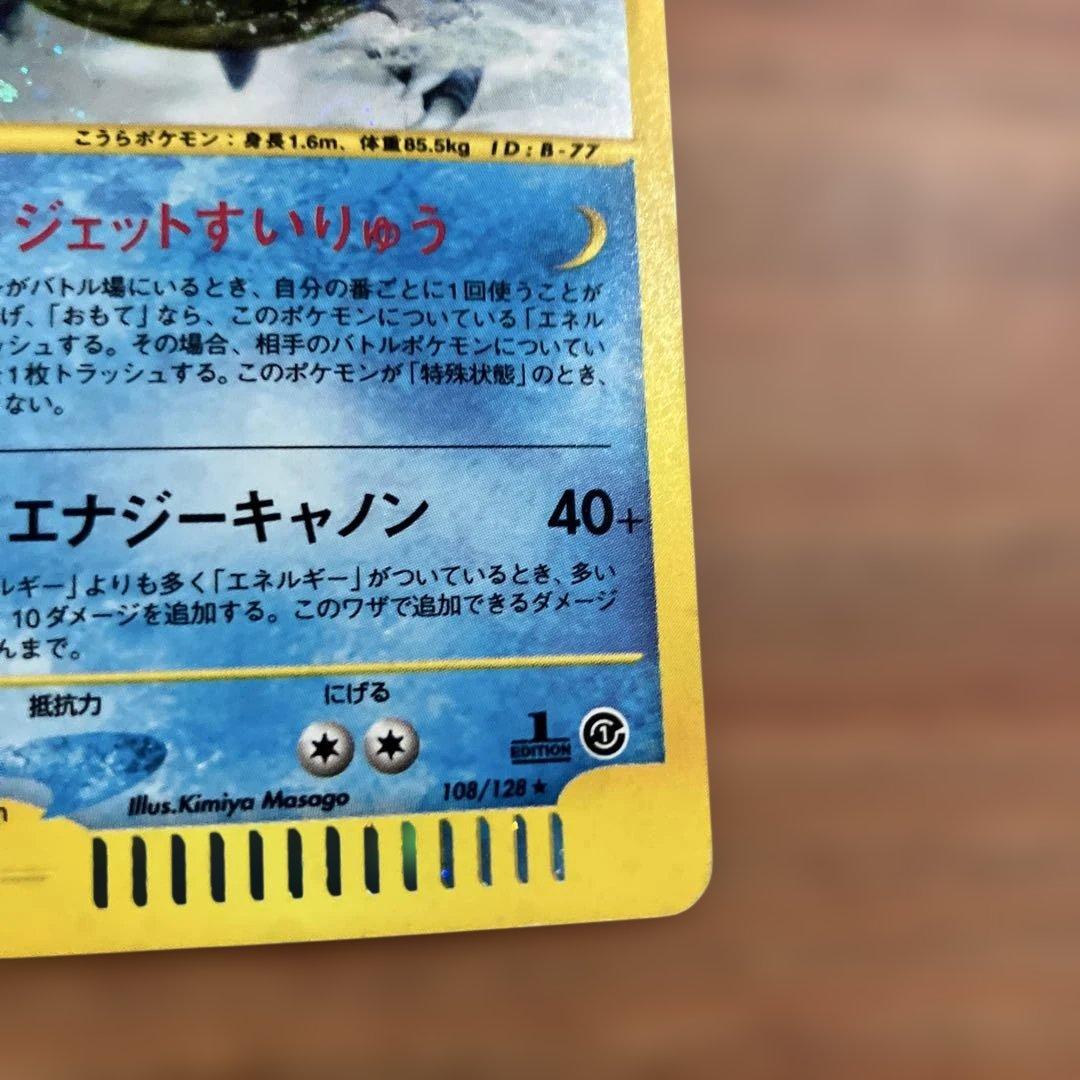 こうらポケモン：身長1.6m、体重85.5kg ID：B-77
ジェットすいりゅう
がバトル場にいるとき、自分の番ごとに1回使うことが
げ、「おもて」なら、このポケモンについている「エネル
ッシュする。その場合、相手のバトルポケモンについてい
1枚トラッシュする。このポケモンが「特殊状態」のとき、
ない。
エナジーキャノン 40+
ルギー」よりも多く「エネルギー」がついているとき、多い
10ダメージを追加する。このワザで追加できるダメージ
んまで。
抵抗力 にげる
1 EDITION
Illus.Kimiya Masago 108/128 ★